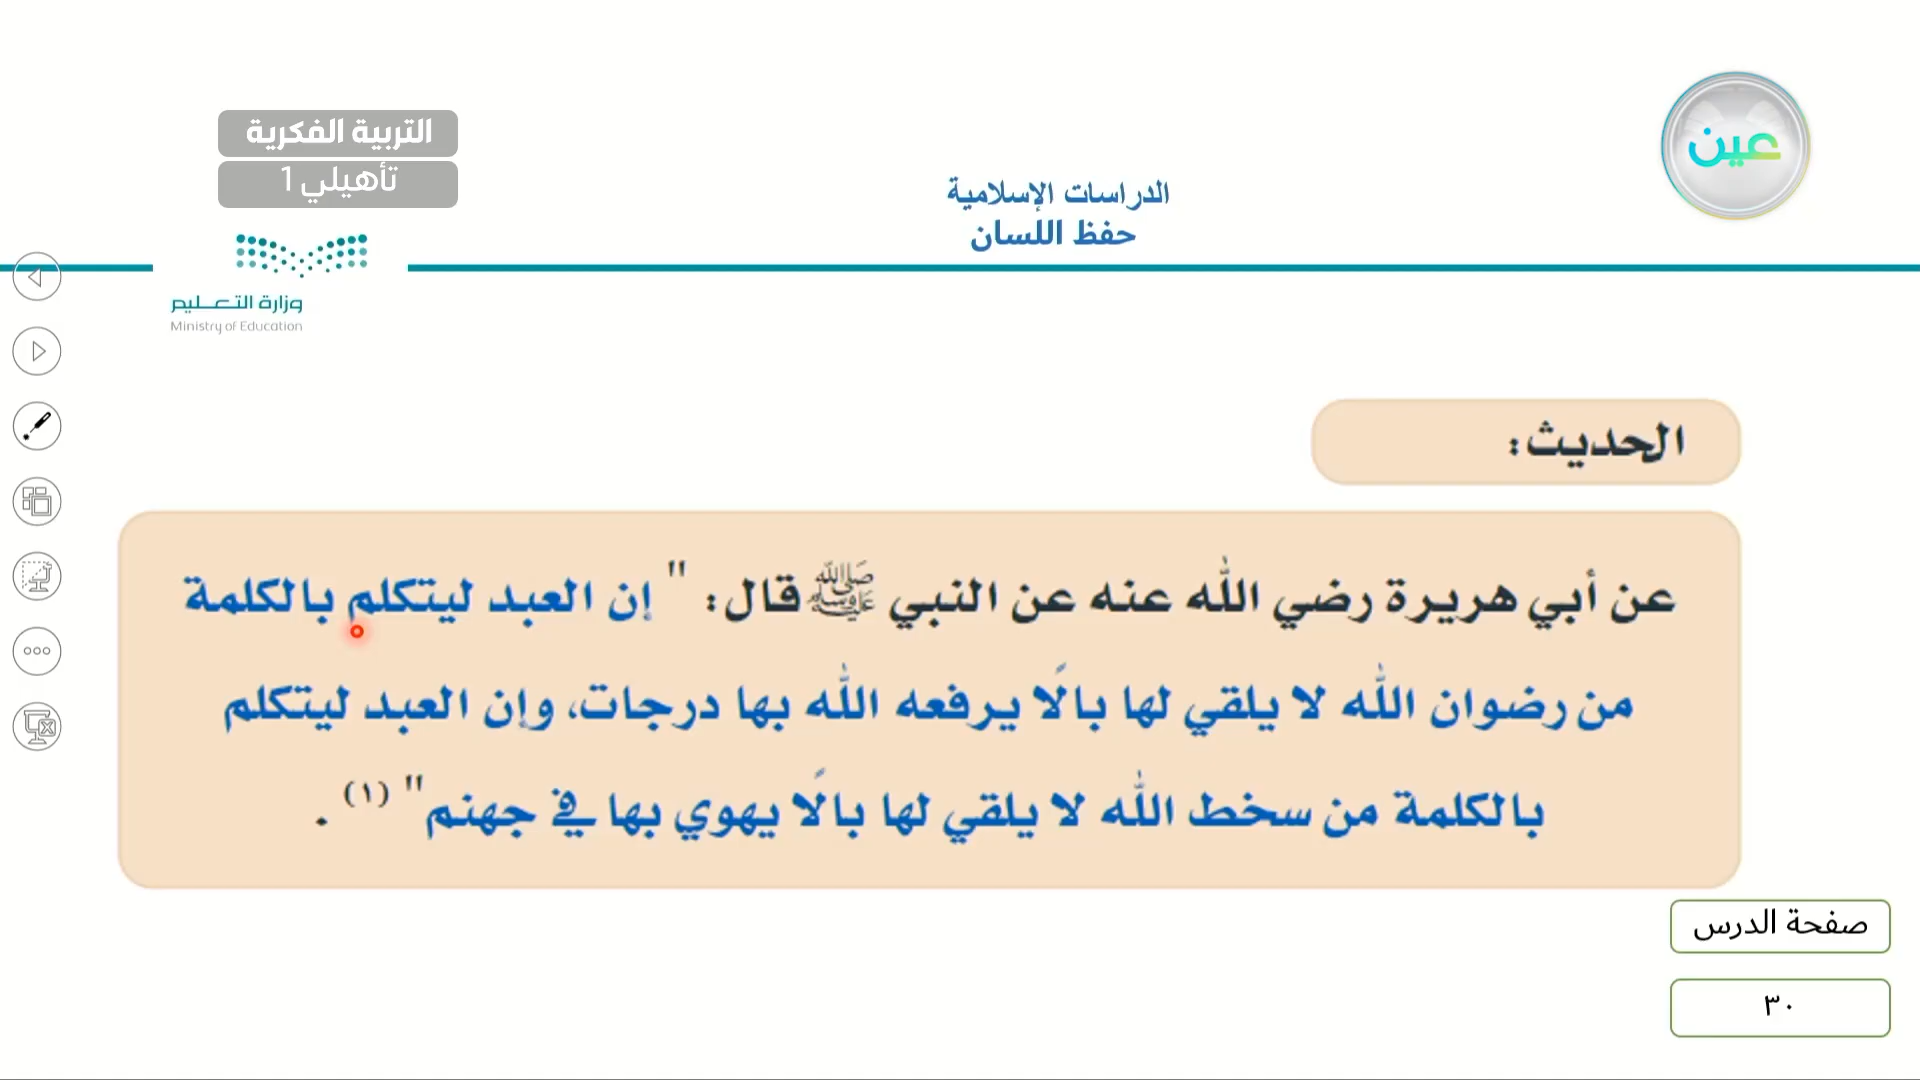 التربية الفكرية
تأهيلي 1
عين
الدراسات الإسلامية
حفظ اللسان
وزارة التعليم
Ministry of Education
الحديث:
عن أبي هريرة رضي الله عنه عن النبي ﷺ قال: " إن العبد ليتكلم بالكلمة
من رضوان الله لا يلقي لها بالًا يرفعه الله بها درجات، وإن العبد ليتكلم
بالكلمة من سخط الله لا يلقي لها بالًا يهوي بها في جهنم" (١) .
صفحة الدرس
٣٠